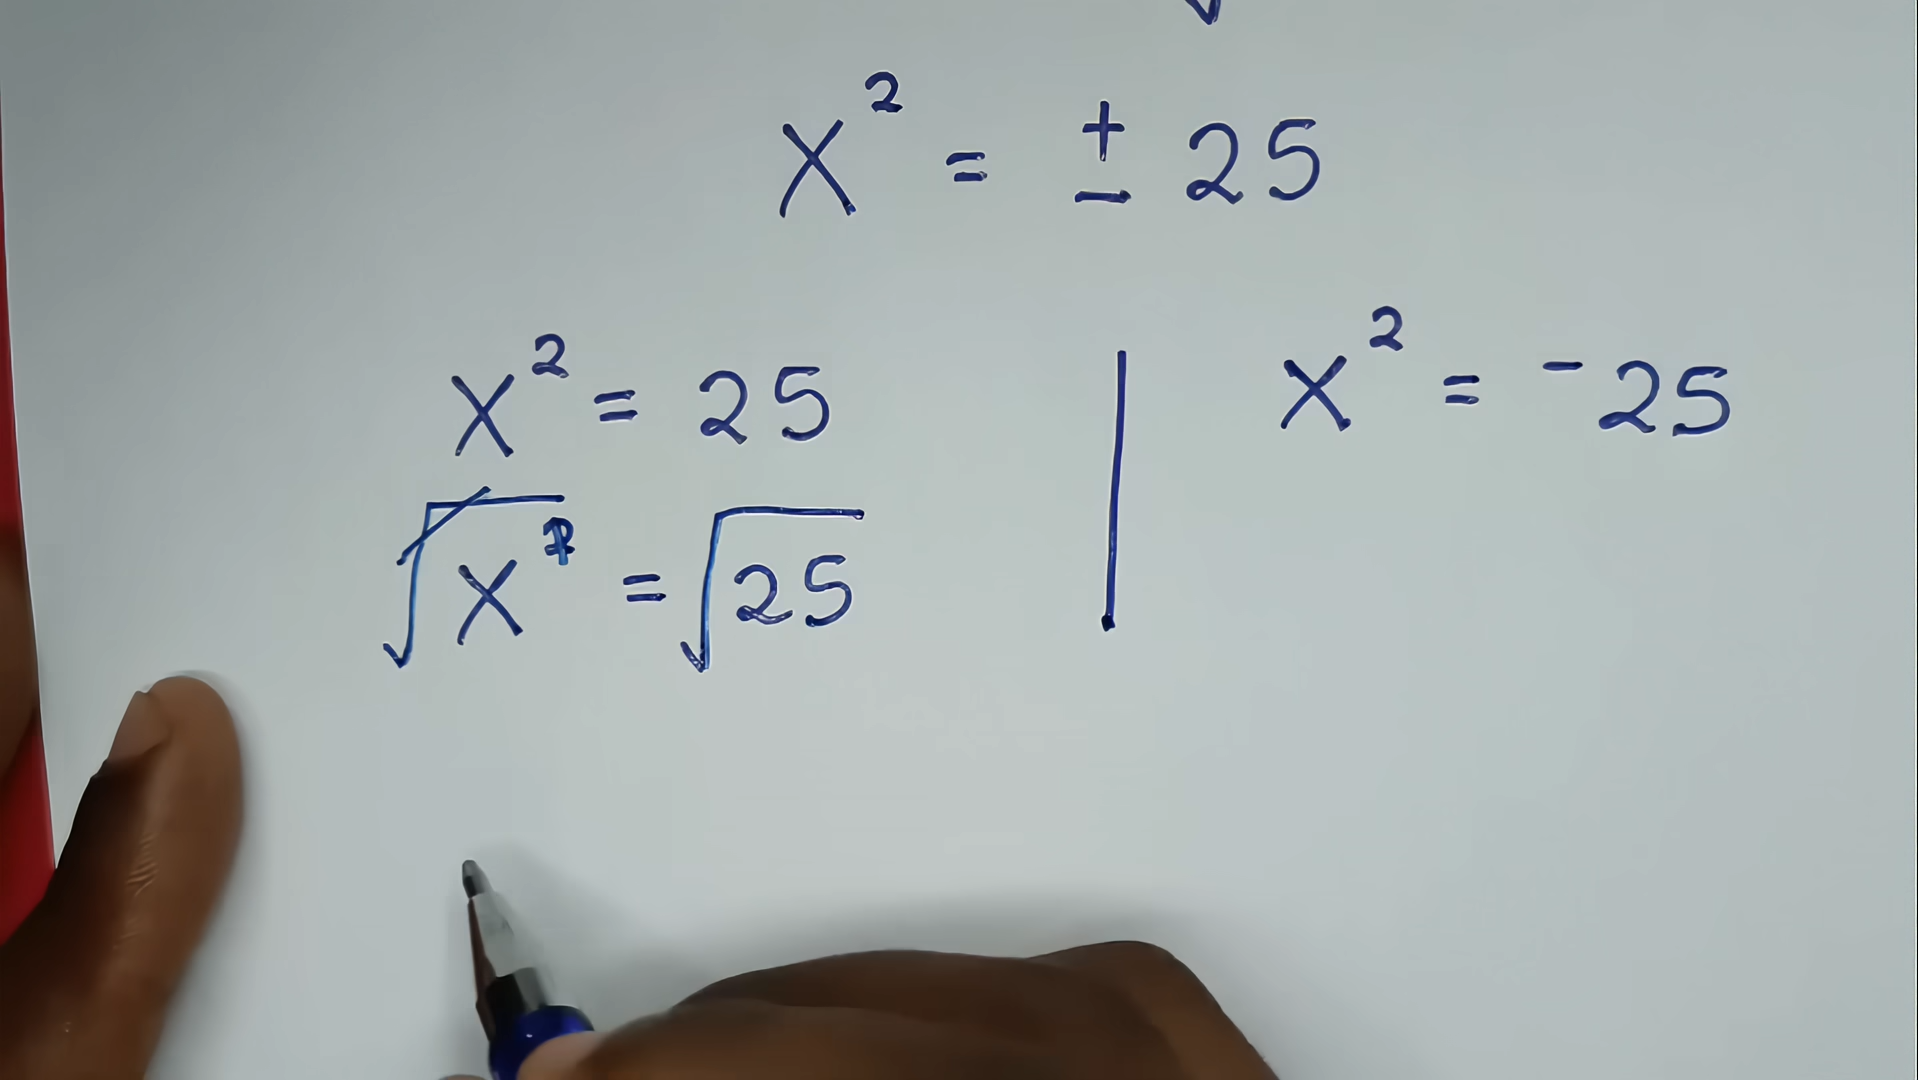 x² = ± 25
x² = 25 | x² = ⁻25
√x² = √25